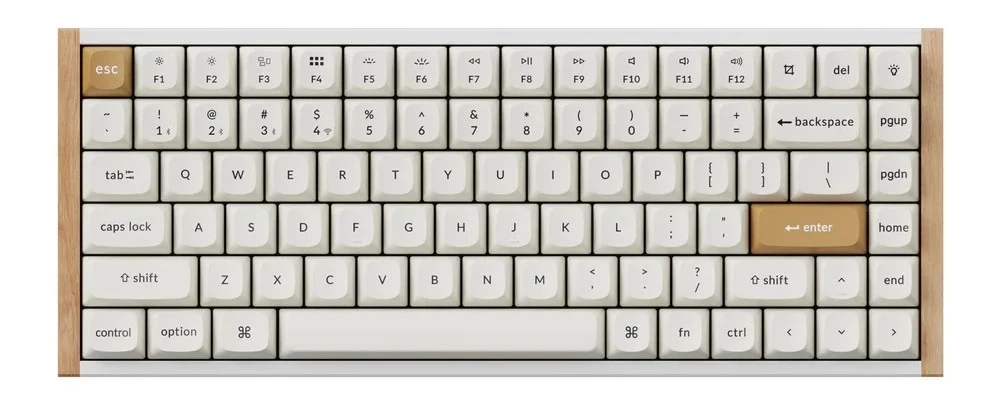 esc F1 F2 F3 F4 F5 F6 F7 F8 F9 F10 F11 F12 del
~ ! @ # $ % ^ & * ( ) — +
` 1 2 3 4 5 6 7 8 9 0 - = ← backspace pgup
tab Q W E R T Y U I O P { [ } ] | \ pgdn
caps lock A S D F G H J K L : ; " ' ↵ enter home
⇧ shift Z X C V B N M < , > . ? / ⇧ shift ^ end
control option ⌘ ⌘ fn ctrl < ⌄ >